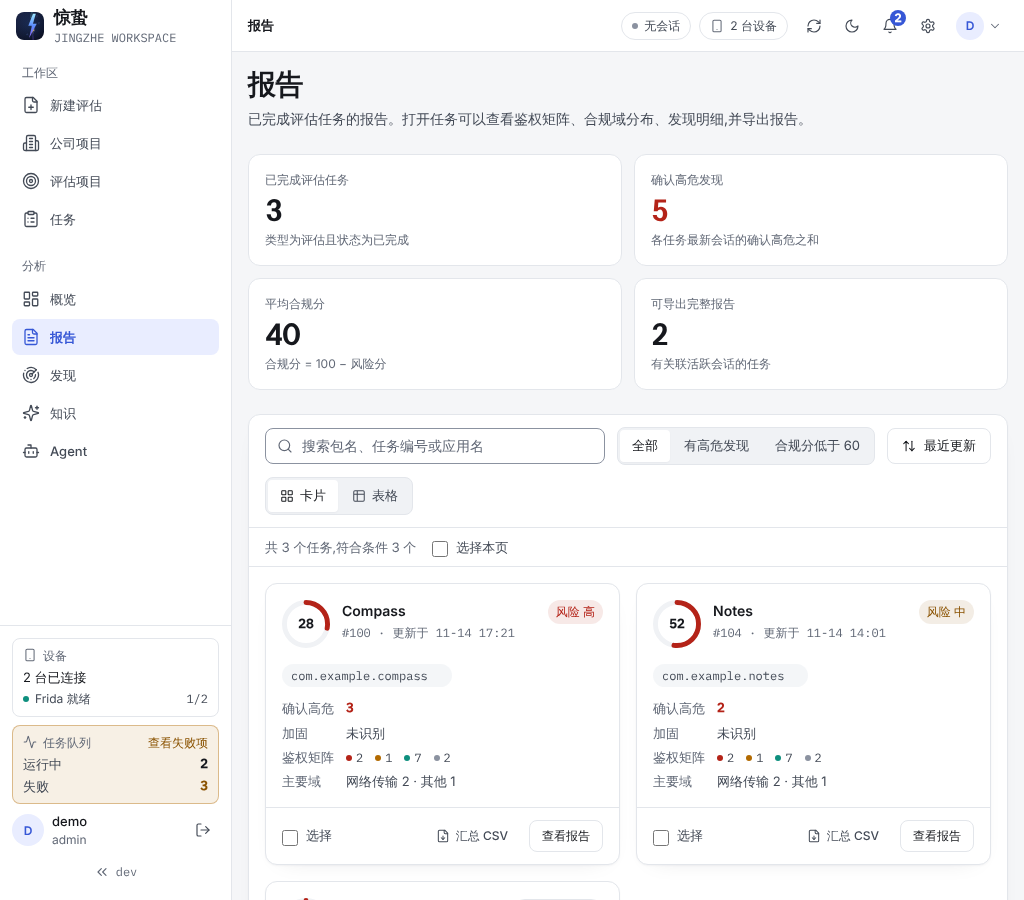 惊蛰
JINGZHE WORKSPACE
工作区
新建评估
公司项目
评估项目
任务
分析
概览
报告
发现
知识
Agent
设备
2 台已连接
Frida 就绪 1/2
任务队列 查看失败项
运行中 2
失败 3
D
demo
admin
dev
报告
无会话
2 台设备
2
D
报告
已完成评估任务的报告。打开任务可以查看鉴权矩阵、合规域分布、发现明细,并导出报告。
已完成评估任务
3
类型为评估且状态为已完成
确认高危发现
5
各任务最新会话的确认高危之和
平均合规分
40
合规分 = 100 − 风险分
可导出完整报告
2
有关联活跃会话的任务
搜索包名、任务编号或应用名
全部 有高危发现 合规分低于 60
最近更新
卡片 表格
共 3 个任务,符合条件 3 个 选择本页
28
Compass
风险 高
#100 · 更新于 11-14 17:21
com.example.compass
确认高危 3
加固 未识别
鉴权矩阵 2 1 7 2
主要域 网络传输 2 · 其他 1
选择 汇总 CSV 查看报告
52
Notes
风险 中
#104 · 更新于 11-14 14:01
com.example.notes
确认高危 2
加固 未识别
鉴权矩阵 2 1 7 2
主要域 网络传输 2 · 其他 1
选择 汇总 CSV 查看报告